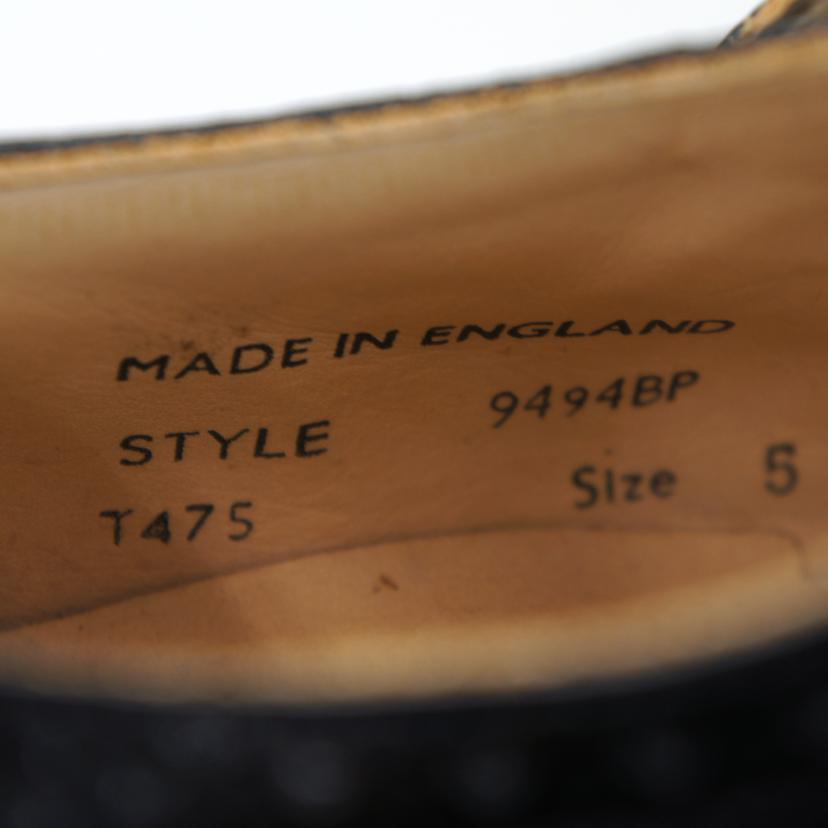 MADE IN ENGLAND
STYLE 9494BP
T475 Size 5